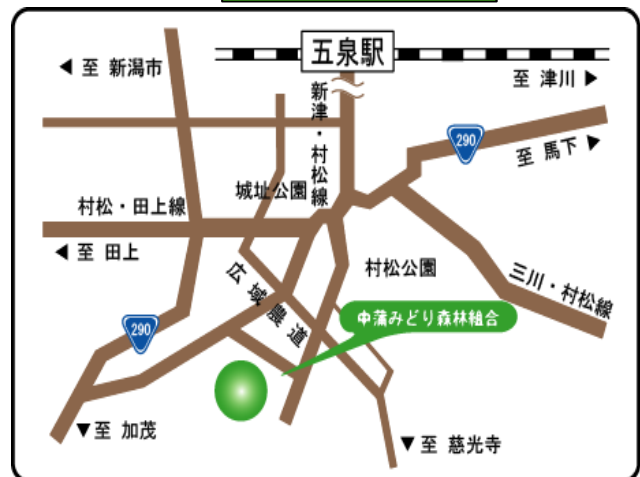 五泉駅
◀ 至 新潟市
至 津川 ▶
新津・村松線
290
至 馬下 ▶
城址公園
村松・田上線
◀ 至 田上
村松公園
広域農道
三川・村松線
中蒲みどり森林組合
290
▼至 加茂
▼至 慈光寺